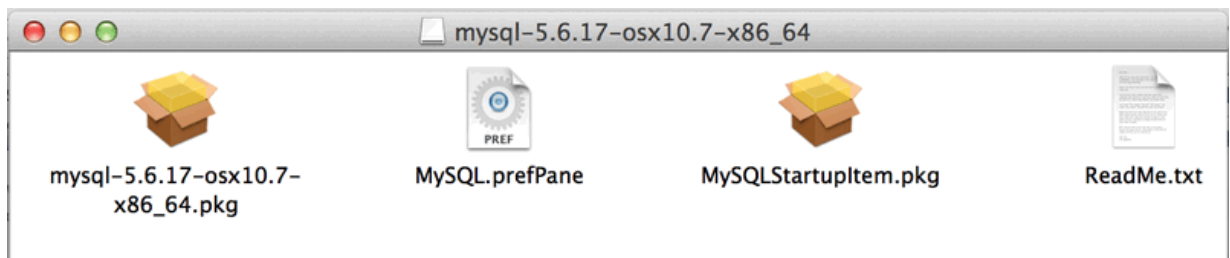 mysql-5.6.17-osx10.7-x86_64
mysql-5.6.17-osx10.7-
x86_64.pkg
PREF
MySQL.prefPane
MySQLStartupItem.pkg
ReadMe.txt